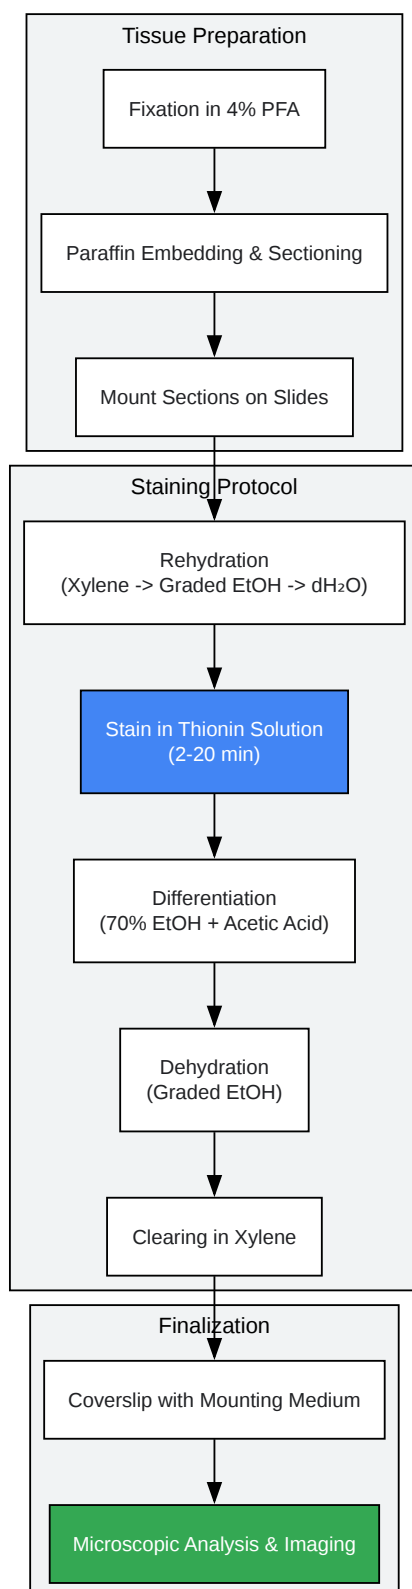 Tissue Preparation
Fixation in 4% PFA
Paraffin Embedding & Sectioning
Mount Sections on Slides
Staining Protocol
Rehydration
(Xylene -> Graded EtOH -> dH₂O)
Stain in Thionin Solution
(2-20 min)
Differentiation
(70% EtOH + Acetic Acid)
Dehydration
(Graded EtOH)
Clearing in Xylene
Finalization
Coverslip with Mounting Medium
Microscopic Analysis & Imaging